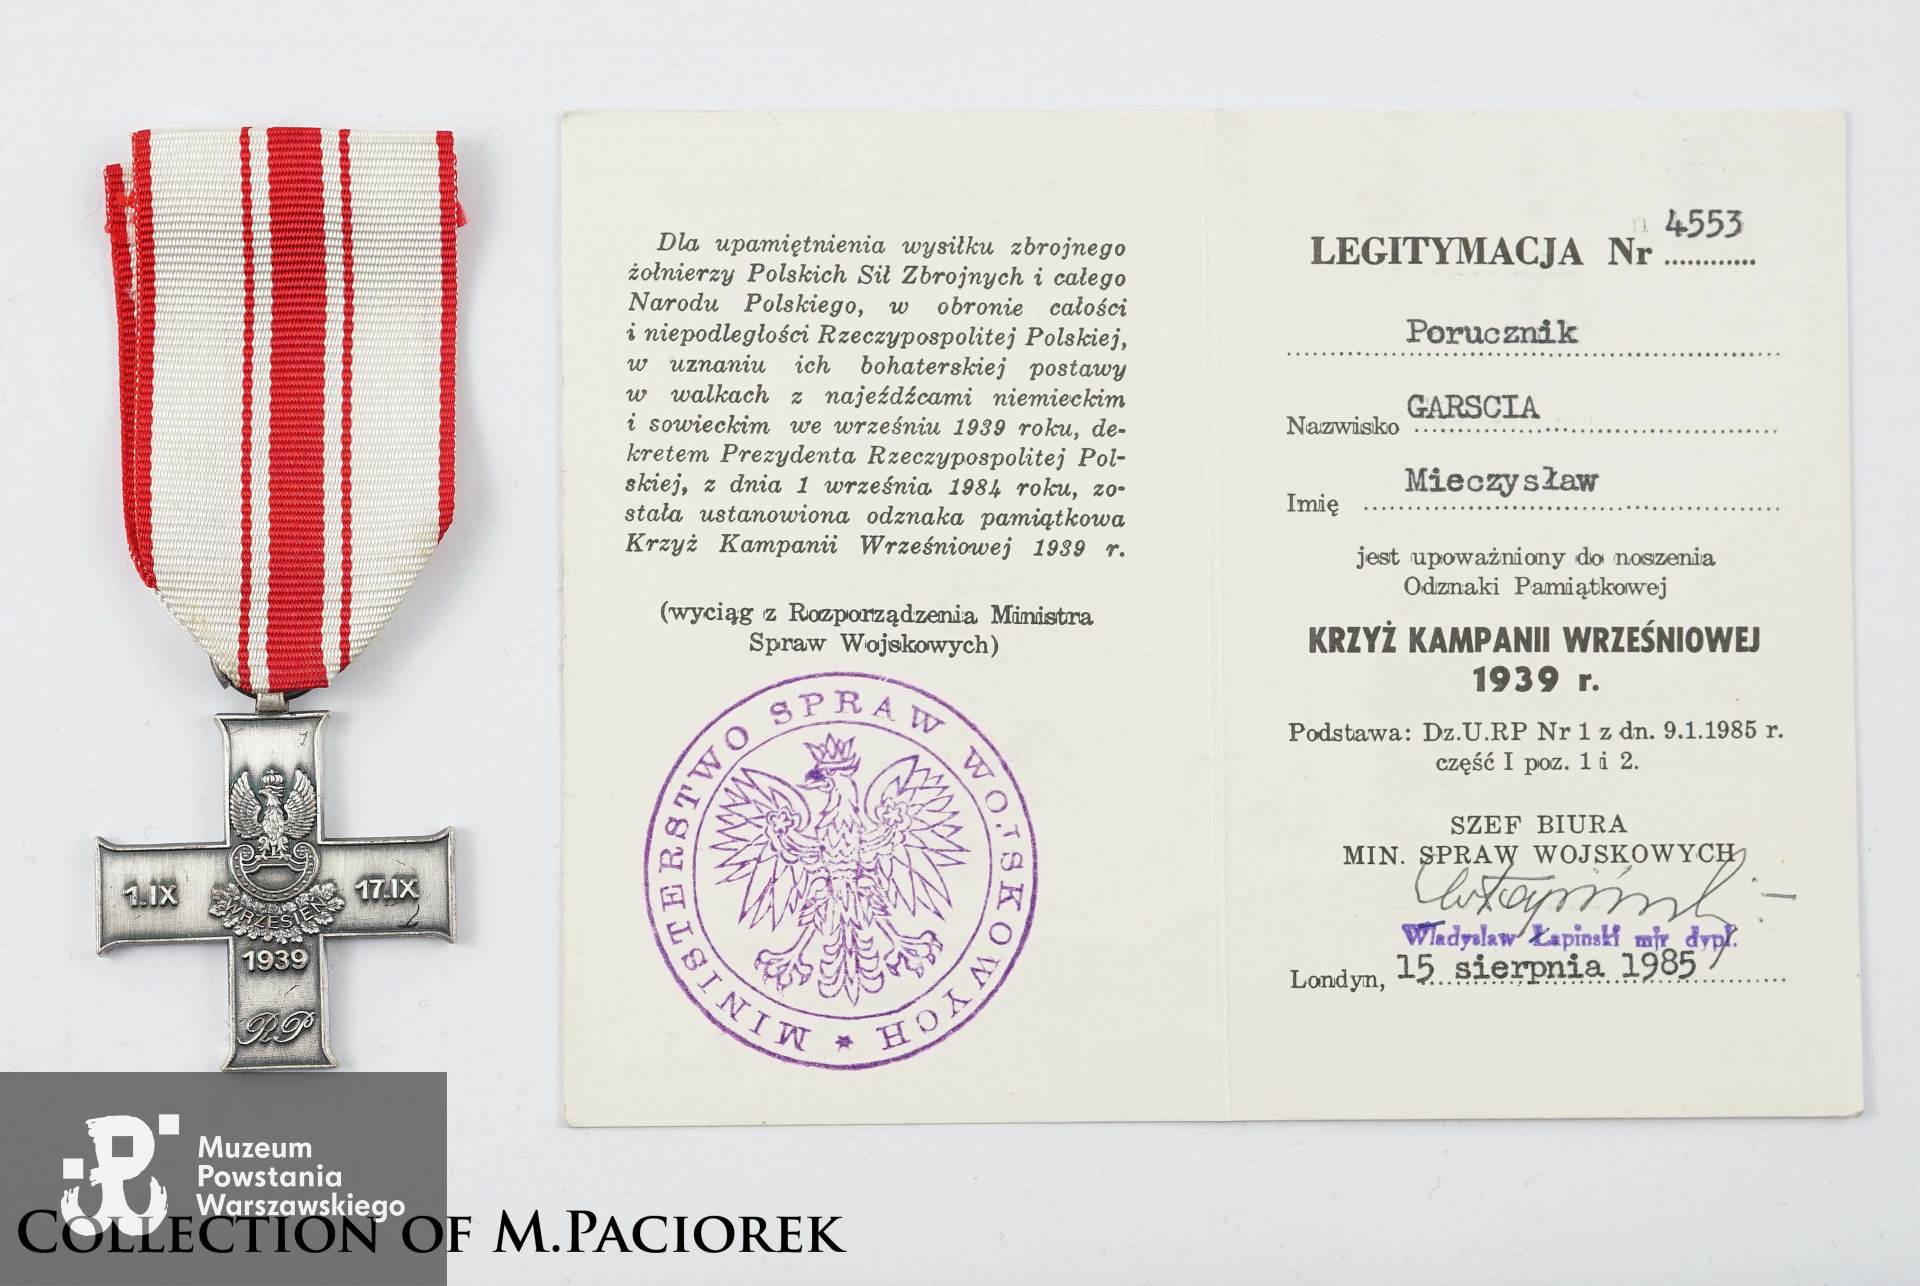 1.IX
17.IX
WRZESIEŃ
1939
RP
Dla upamiętnienia wysiłku zbrojnego
żołnierzy Polskich Sił Zbrojnych i całego
Narodu Polskiego, w obronie całości
i niepodległości Rzeczypospolitej Polskiej,
w uznaniu ich bohaterskiej postawy
w walkach z najeźdźcami niemieckim
i sowieckim we wrześniu 1939 roku, de-
kretem Prezydenta Rzeczypospolitej Pol-
skiej, z dnia 1 września 1984 roku, zo-
stała ustanowiona odznaka pamiątkowa
Krzyż Kampanii Wrześniowej 1939 r.
(wyciąg z Rozporządzenia Ministra
Spraw Wojskowych)
MINISTERSTWO SPRAW WOJSKOWYCH
LEGITYMACJA Nr 4553
Porucznik
Nazwisko GARSCIA
Imię Mieczysław
jest upoważniony do noszenia
Odznaki Pamiątkowej
KRZYŻ KAMPANII WRZEŚNIOWEJ
1939 r.
Podstawa: Dz.U.RP Nr 1 z dn. 9.1.1985 r.
część I poz. 1 i 2.
SZEF BIURA
MIN. SPRAW WOJSKOWYCH
Władysław Łapiński mjr dypl.
Londyn, 15 sierpnia 1985
Muzeum
Powstania
Warszawskiego
COLLECTION OF M.PACIOREK